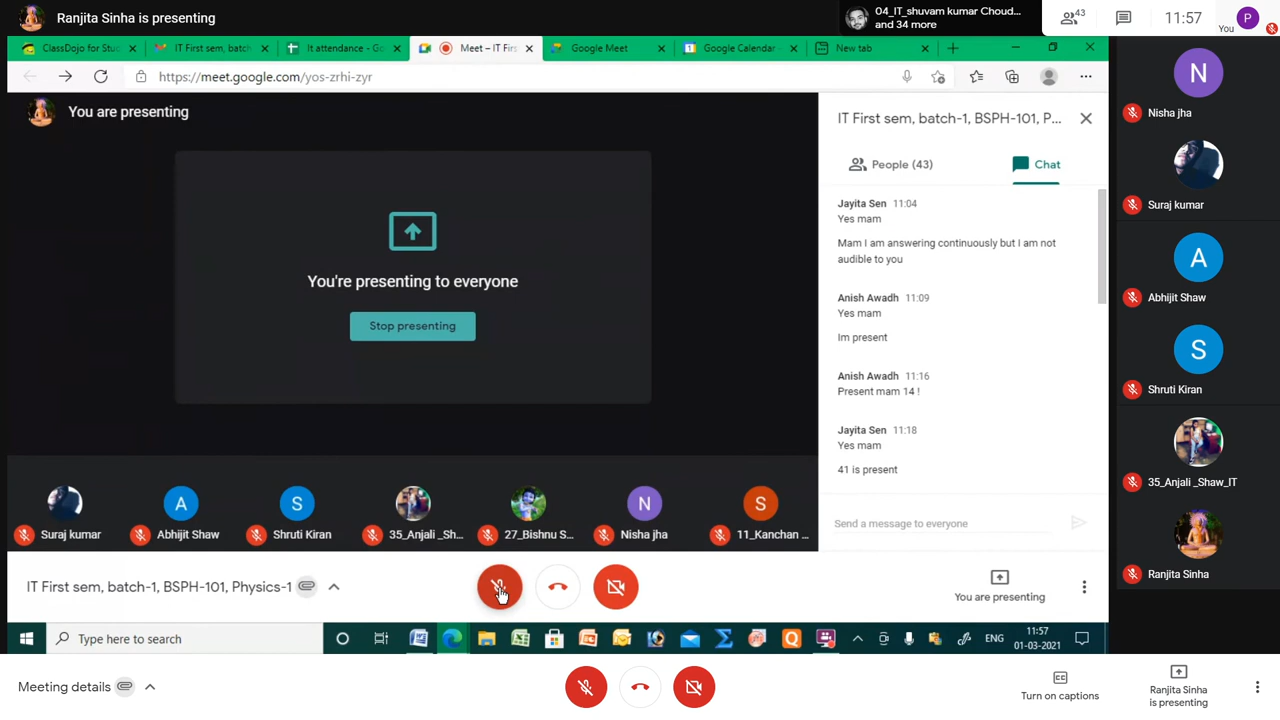 Ranjita Sinha is presenting
04_IT_shuvam kumar Choud...
and 34 more
43
11:57
You
P
ClassDojo for Stu
IT First sem, batch
It attendance - Go
Meet – IT Firs
Google Meet
Google Calendar -
New tab
https://meet.google.com/yos-zrhi-zyr
You are presenting
You're presenting to everyone
Stop presenting
IT First sem, batch-1, BSPH-101, P...
People (43)
Chat
Jayita Sen 11:04
Yes mam
Mam I am answering continuously but i am not
audible to you
Anish Awadh 11:09
Yes mam
Im present
Anish Awadh 11:16
Present mam 14 !
Jayita Sen 11:18
Yes mam
41 is present
Send a message to everyone
N
Nisha jha
Suraj kumar
A
Abhijit Shaw
S
Shruti Kiran
35_Anjali _Shaw_IT
Ranjita Sinha
A
S
N
S
Suraj kumar
Abhijit Shaw
Shruti Kiran
35_Anjali _Sh...
27_Bishnu S...
Nisha jha
11_Kanchan ...
IT First sem, batch-1, BSPH-101, Physics-1
You are presenting
Type here to search
ENG
11:57
01-03-2021
Meeting details
Turn on captions
Ranjita Sinha
is presenting